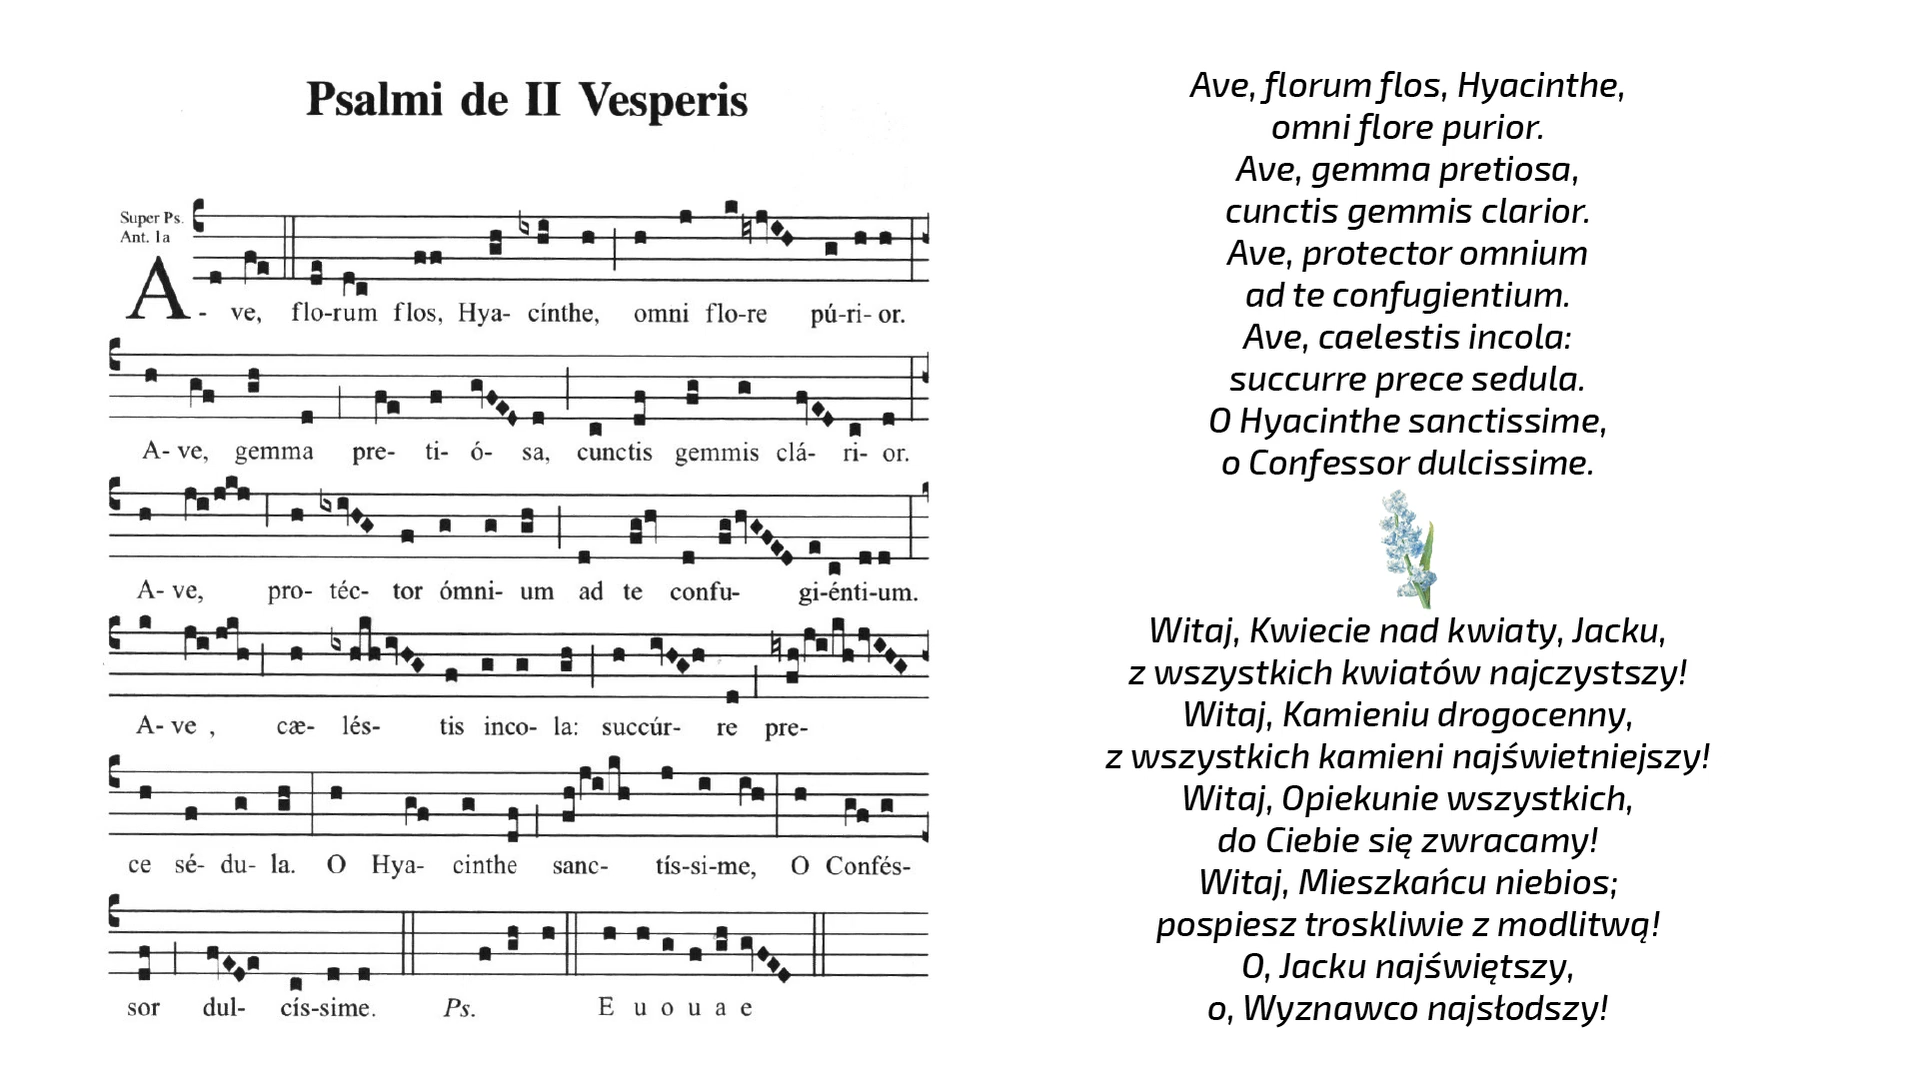 Psalmi de II Vesperis
Super Ps.
Ant. 1a
A- ve, flo-rum flos, Hya- cínthe, omni flo-re pú-ri- or.
A- ve, gemma pre- ti- ó- sa, cunctis gemmis clá- ri- or.
A- ve, pro- téc- tor ómni- um ad te confu- gi-énti-um.
A- ve , cæ- lés- tis inco- la: succúr- re pre-
ce sé- du- la. O Hya- cinthe sanc- tís-si-me, O Confés-
sor dul- cís-sime. Ps. E u o u a e
Ave, florum flos, Hyacinthe,
omni flore purior.
Ave, gemma pretiosa,
cunctis gemmis clarior.
Ave, protector omnium
ad te confugientium.
Ave, caelestis incola:
succurre prece sedula.
O Hyacinthe sanctissime,
o Confessor dulcissime.
Witaj, Kwiecie nad kwiaty, Jacku,
z wszystkich kwiatów najczystszy!
Witaj, Kamieniu drogocenny,
z wszystkich kamieni najświetniejszy!
Witaj, Opiekunie wszystkich,
do Ciebie się zwracamy!
Witaj, Mieszkańcu niebios;
pospiesz troskliwie z modlitwą!
O, Jacku najświętszy,
o, Wyznawco najsłodszy!